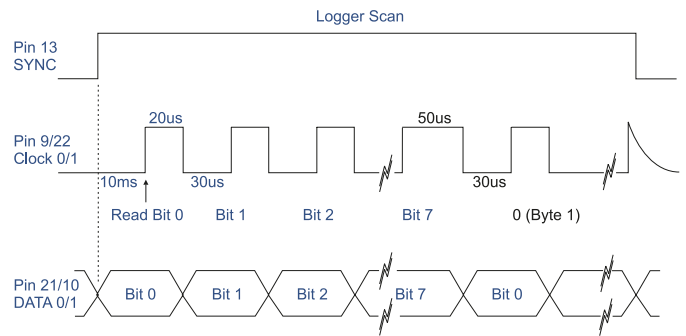 Logger Scan
Pin 13
SYNC
20us
50us
Pin 9/22
Clock 0/1
10ms
30us
30us
Read Bit 0
Bit 1
Bit 2
Bit 7
0 (Byte 1)
Pin 21/10
DATA 0/1
Bit 0
Bit 1
Bit 2
Bit 7
Bit 0